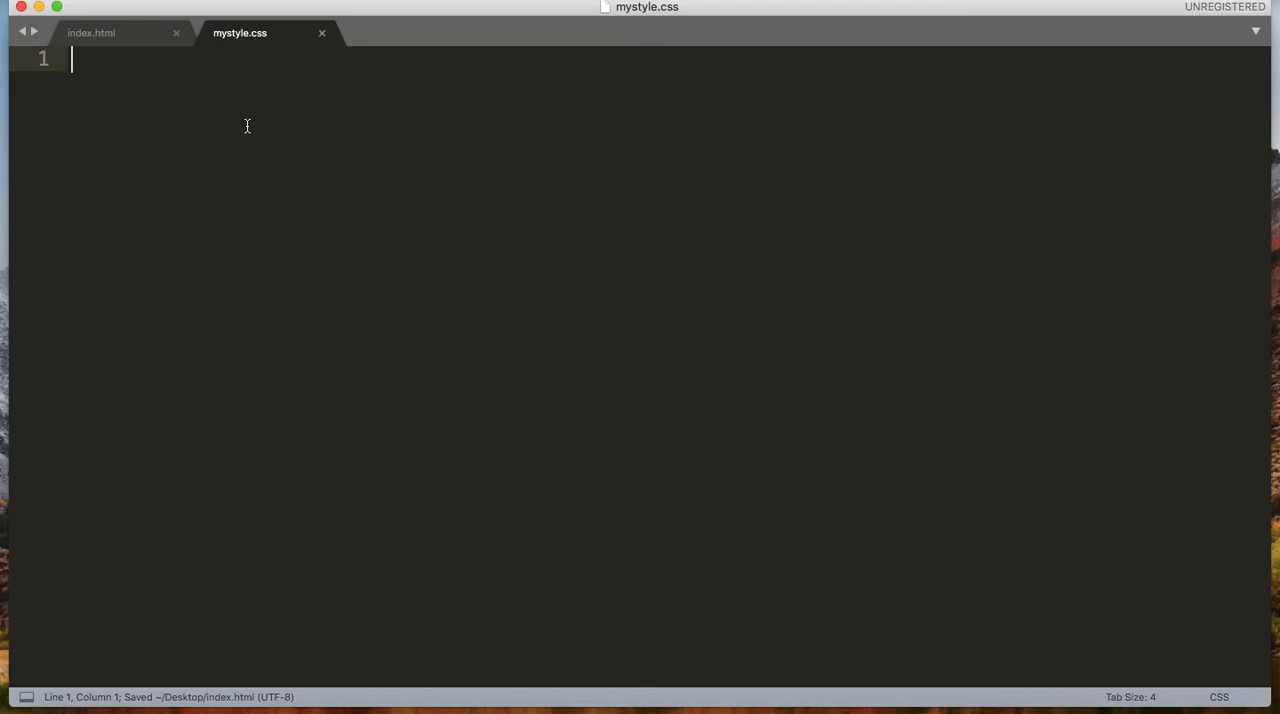 mystyle.css
UNREGISTERED
index.html
mystyle.css
1
Line 1, Column 1; Saved ~/Desktop/index.html (UTF-8)
Tab Size: 4
CSS